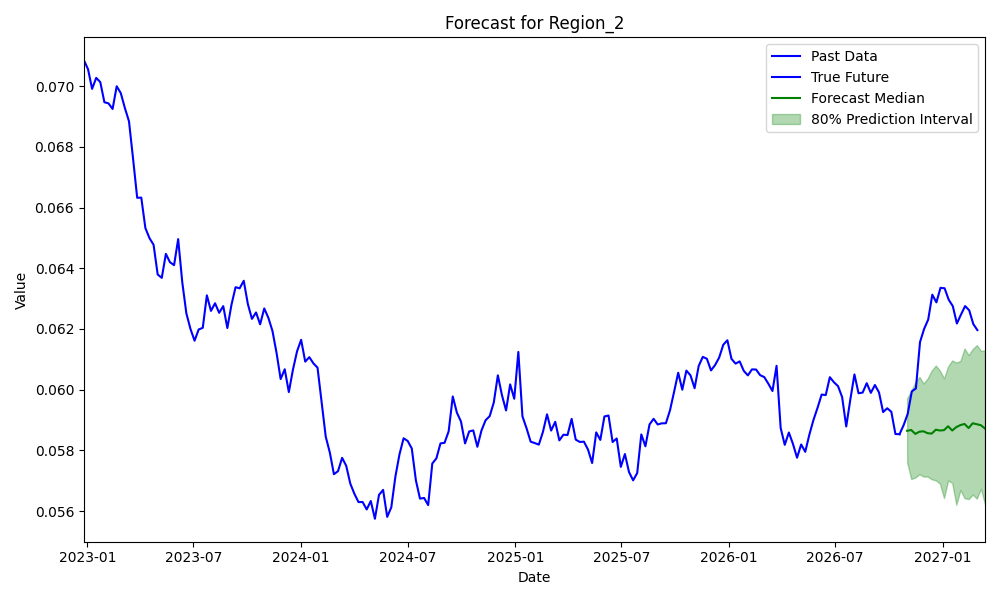 Forecast for Region_2
Past Data
True Future
Forecast Median
80% Prediction Interval
Value
0.070
0.068
0.066
0.064
0.062
0.060
0.058
0.056
2023-01
2023-07
2024-01
2024-07
2025-01
2025-07
2026-01
2026-07
2027-01
Date